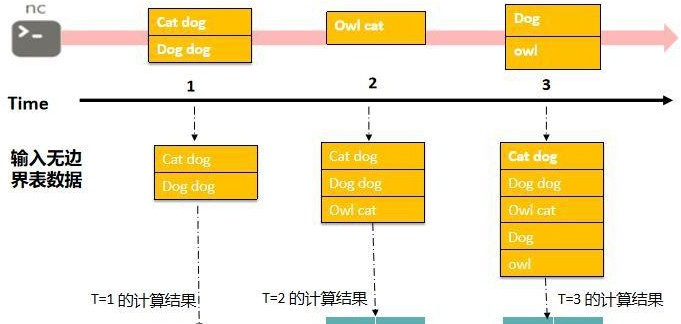 nc
>_
Cat dog
Dog dog
Owl cat
Dog
owl
1
2
3
Time
输入无边
界表数据
Cat dog
Dog dog
Cat dog
Dog dog
Owl cat
Cat dog
Dog dog
Owl cat
Dog
owl
T=1 的计算结果
T=2 的计算结果
T=3 的计算结果